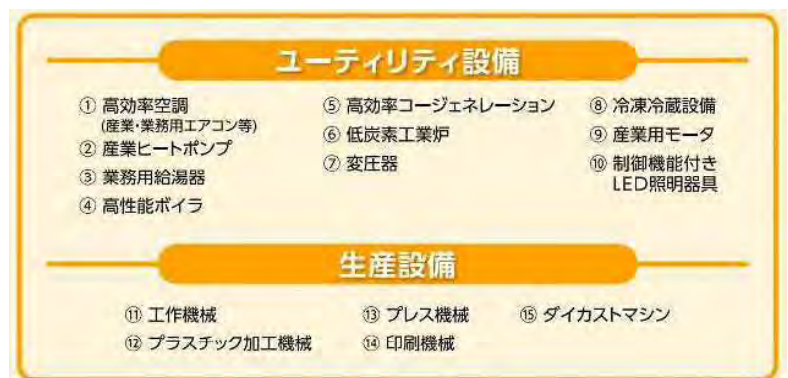 ユーティリティ設備
① 高効率空調
(産業・業務用エアコン等)
② 産業ヒートポンプ
③ 業務用給湯器
④ 高性能ボイラ
⑤ 高効率コージェネレーション
⑥ 低炭素工業炉
⑦ 変圧器
⑧ 冷凍冷蔵設備
⑨ 産業用モータ
⑩ 制御機能付き
LED照明器具
生産設備
⑪ 工作機械
⑫ プラスチック加工機械
⑬ プレス機械
⑭ 印刷機械
⑮ ダイカストマシン